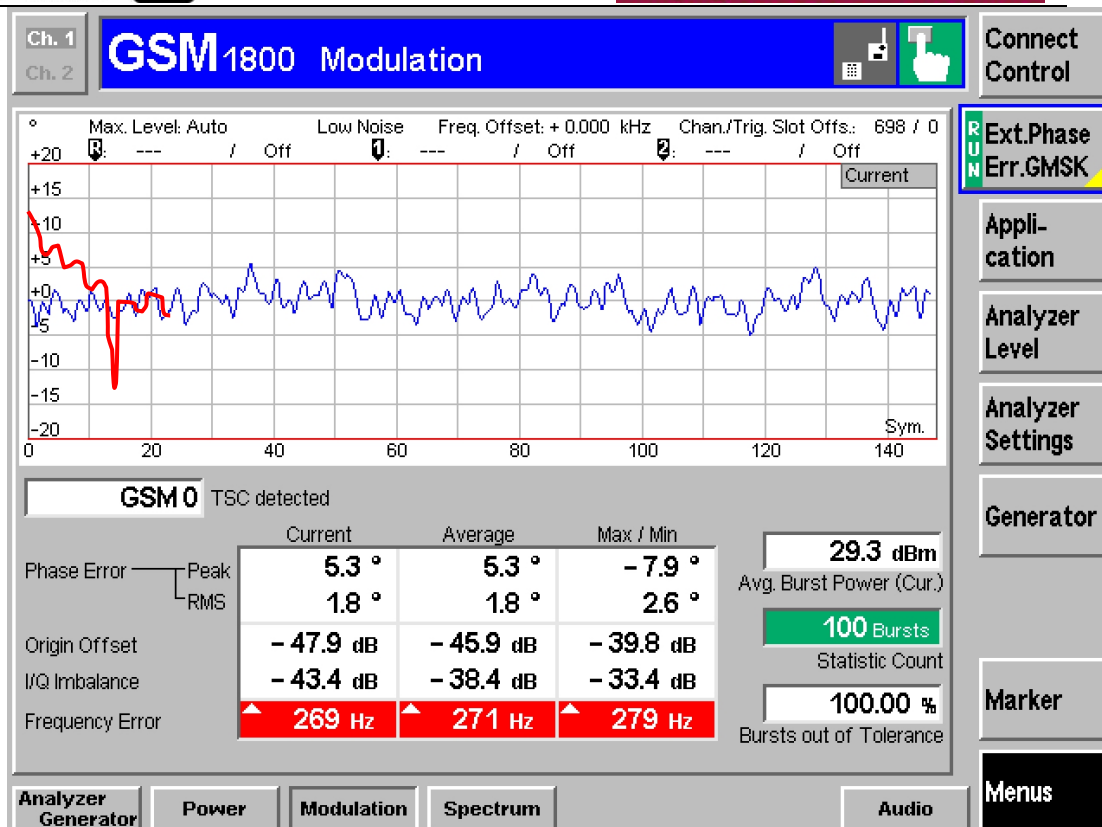 Ch. 1
Ch. 2
GSM1800 Modulation
Connect
Control
° Max. Level: Auto Low Noise Freq. Offset: + 0.000 kHz Chan./Trig. Slot Offs.: 698 / 0
R: --- / Off 1: --- / Off 2: --- / Off
Current
+20
+15
+10
+5
+0
-5
-10
-15
-20
Sym.
0 20 40 60 80 100 120 140
RUN
Ext.Phase
Err.GMSK
Appli-
cation
Analyzer
Level
Analyzer
Settings
Generator
GSM 0 TSC detected
Current Average Max / Min
Phase Error Peak 5.3 ° 5.3 ° – 7.9 °
RMS 1.8 ° 1.8 ° 2.6 °
Origin Offset – 47.9 dB – 45.9 dB – 39.8 dB
I/Q Imbalance – 43.4 dB – 38.4 dB – 33.4 dB
Frequency Error 269 Hz 271 Hz 279 Hz
29.3 dBm
Avg. Burst Power (Cur.)
100 Bursts
Statistic Count
100.00 %
Bursts out of Tolerance
Marker
Menus
Analyzer
Generator
Power
Modulation
Spectrum
Audio